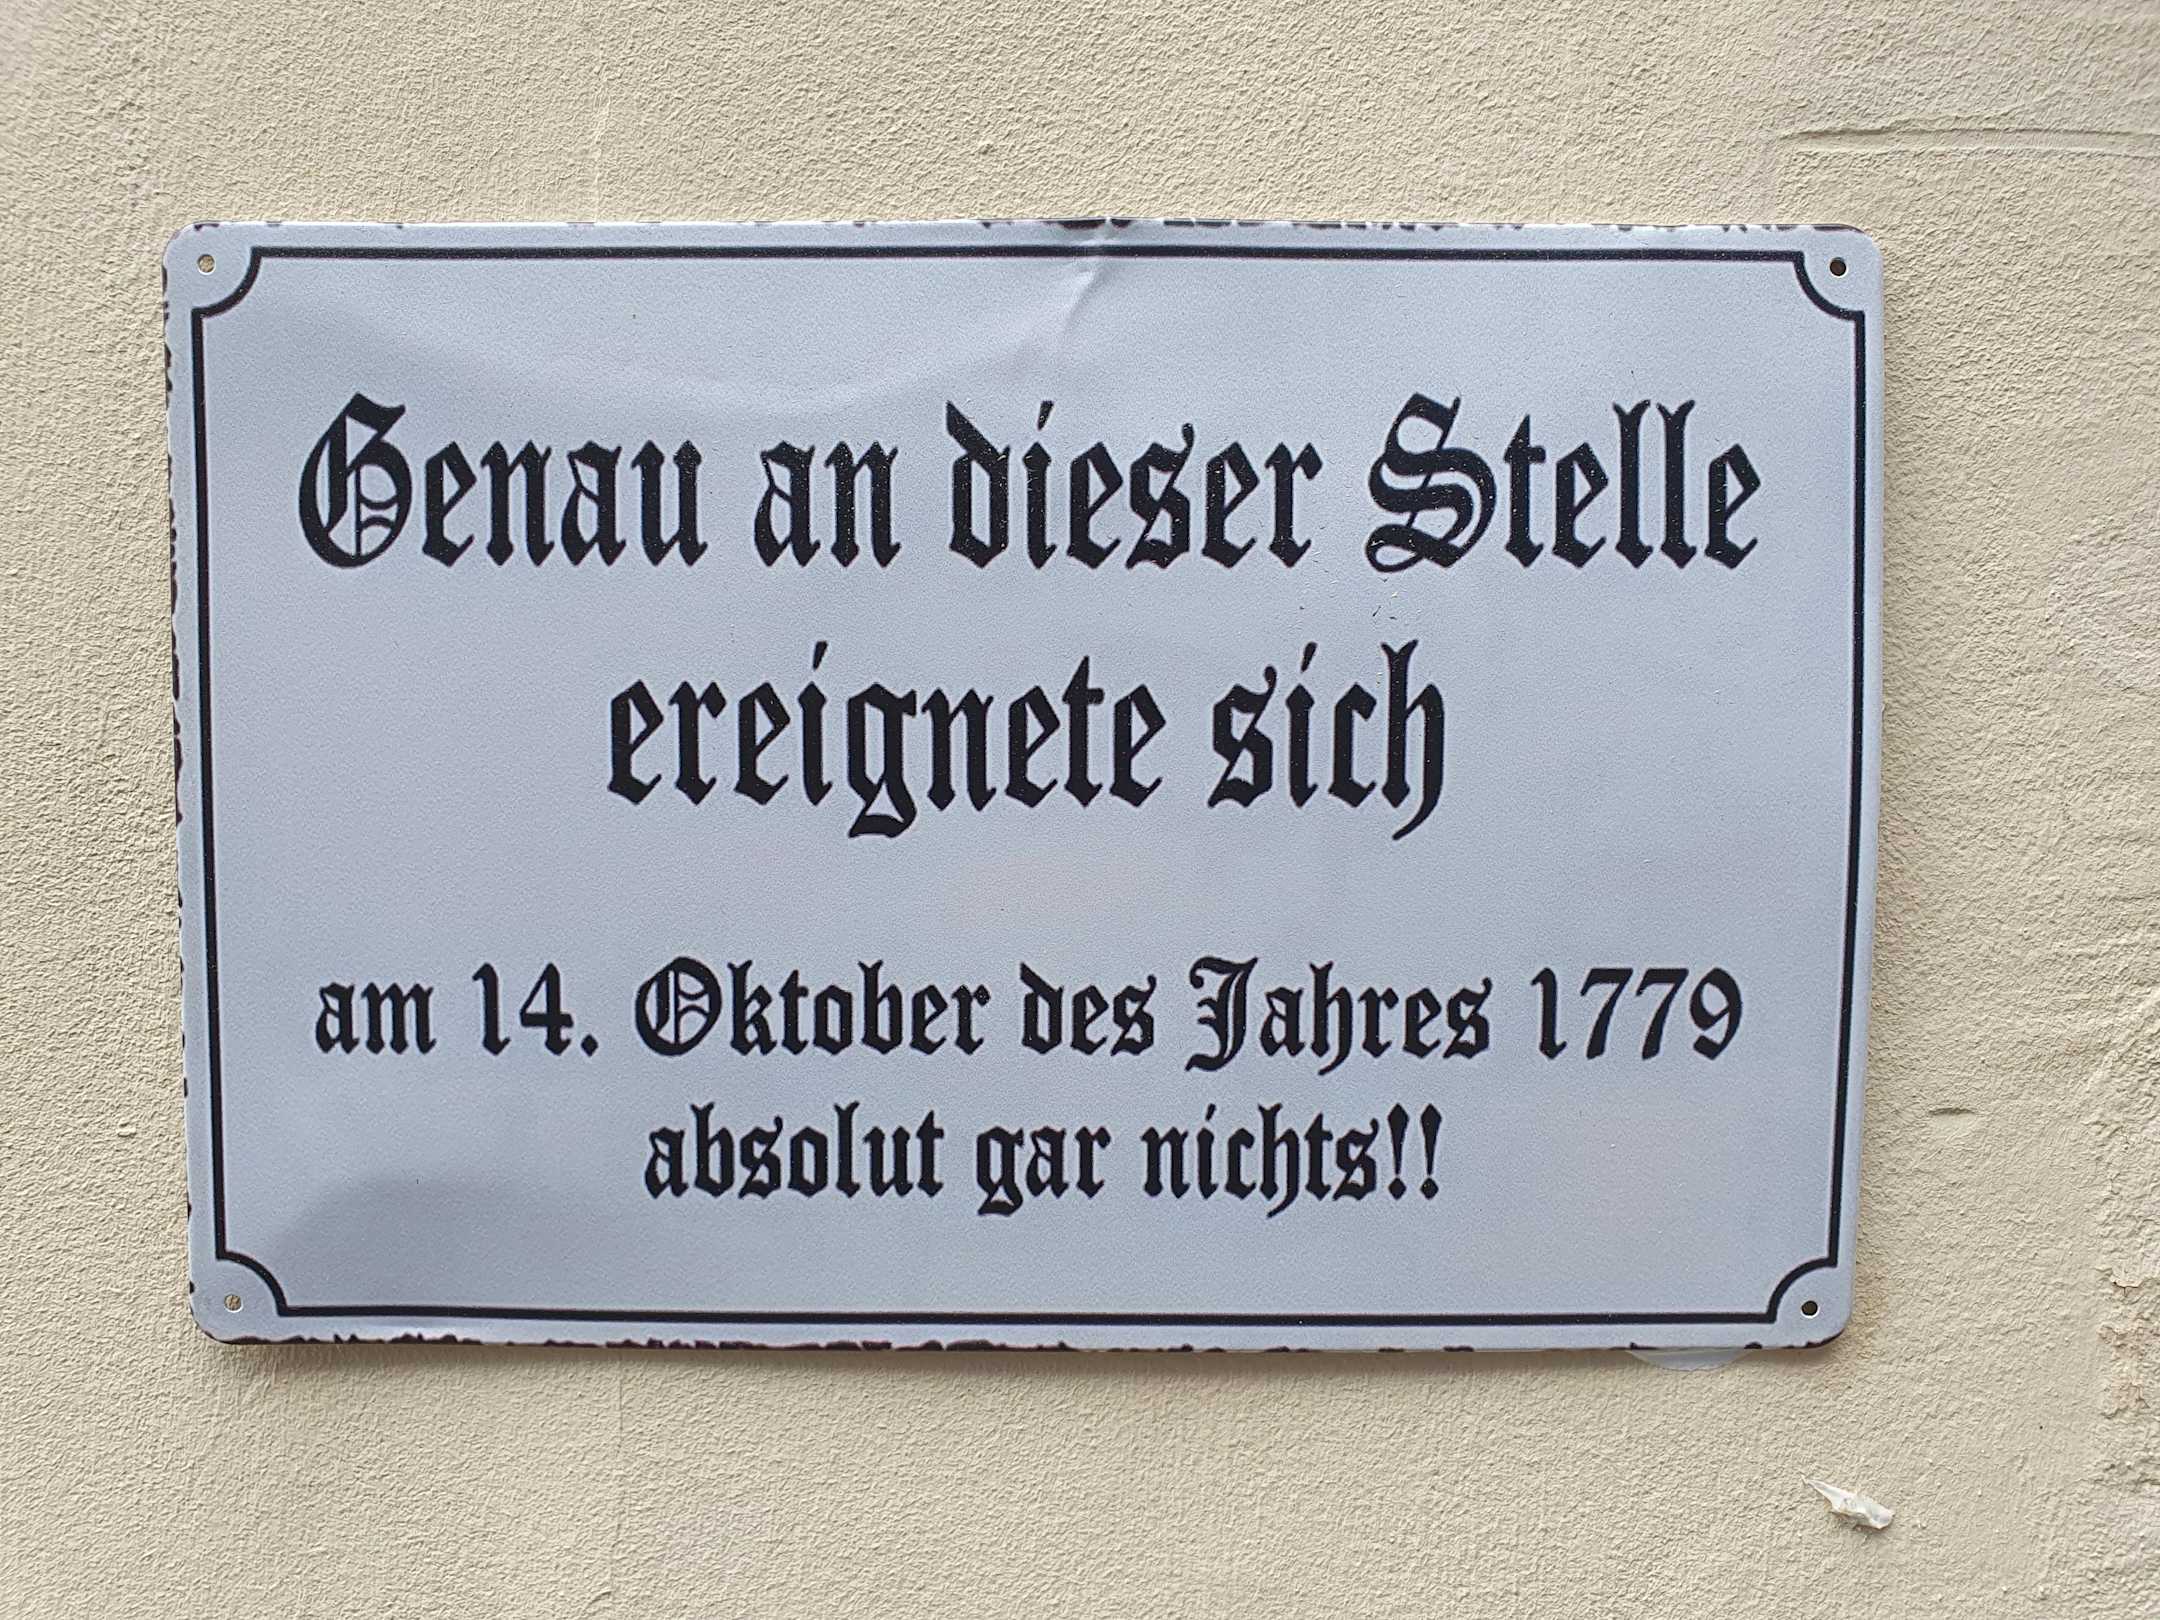 Genau an dieser Stelle
ereignete sich
am 14. Oktober des Jahres 1779
absolut gar nichts!!